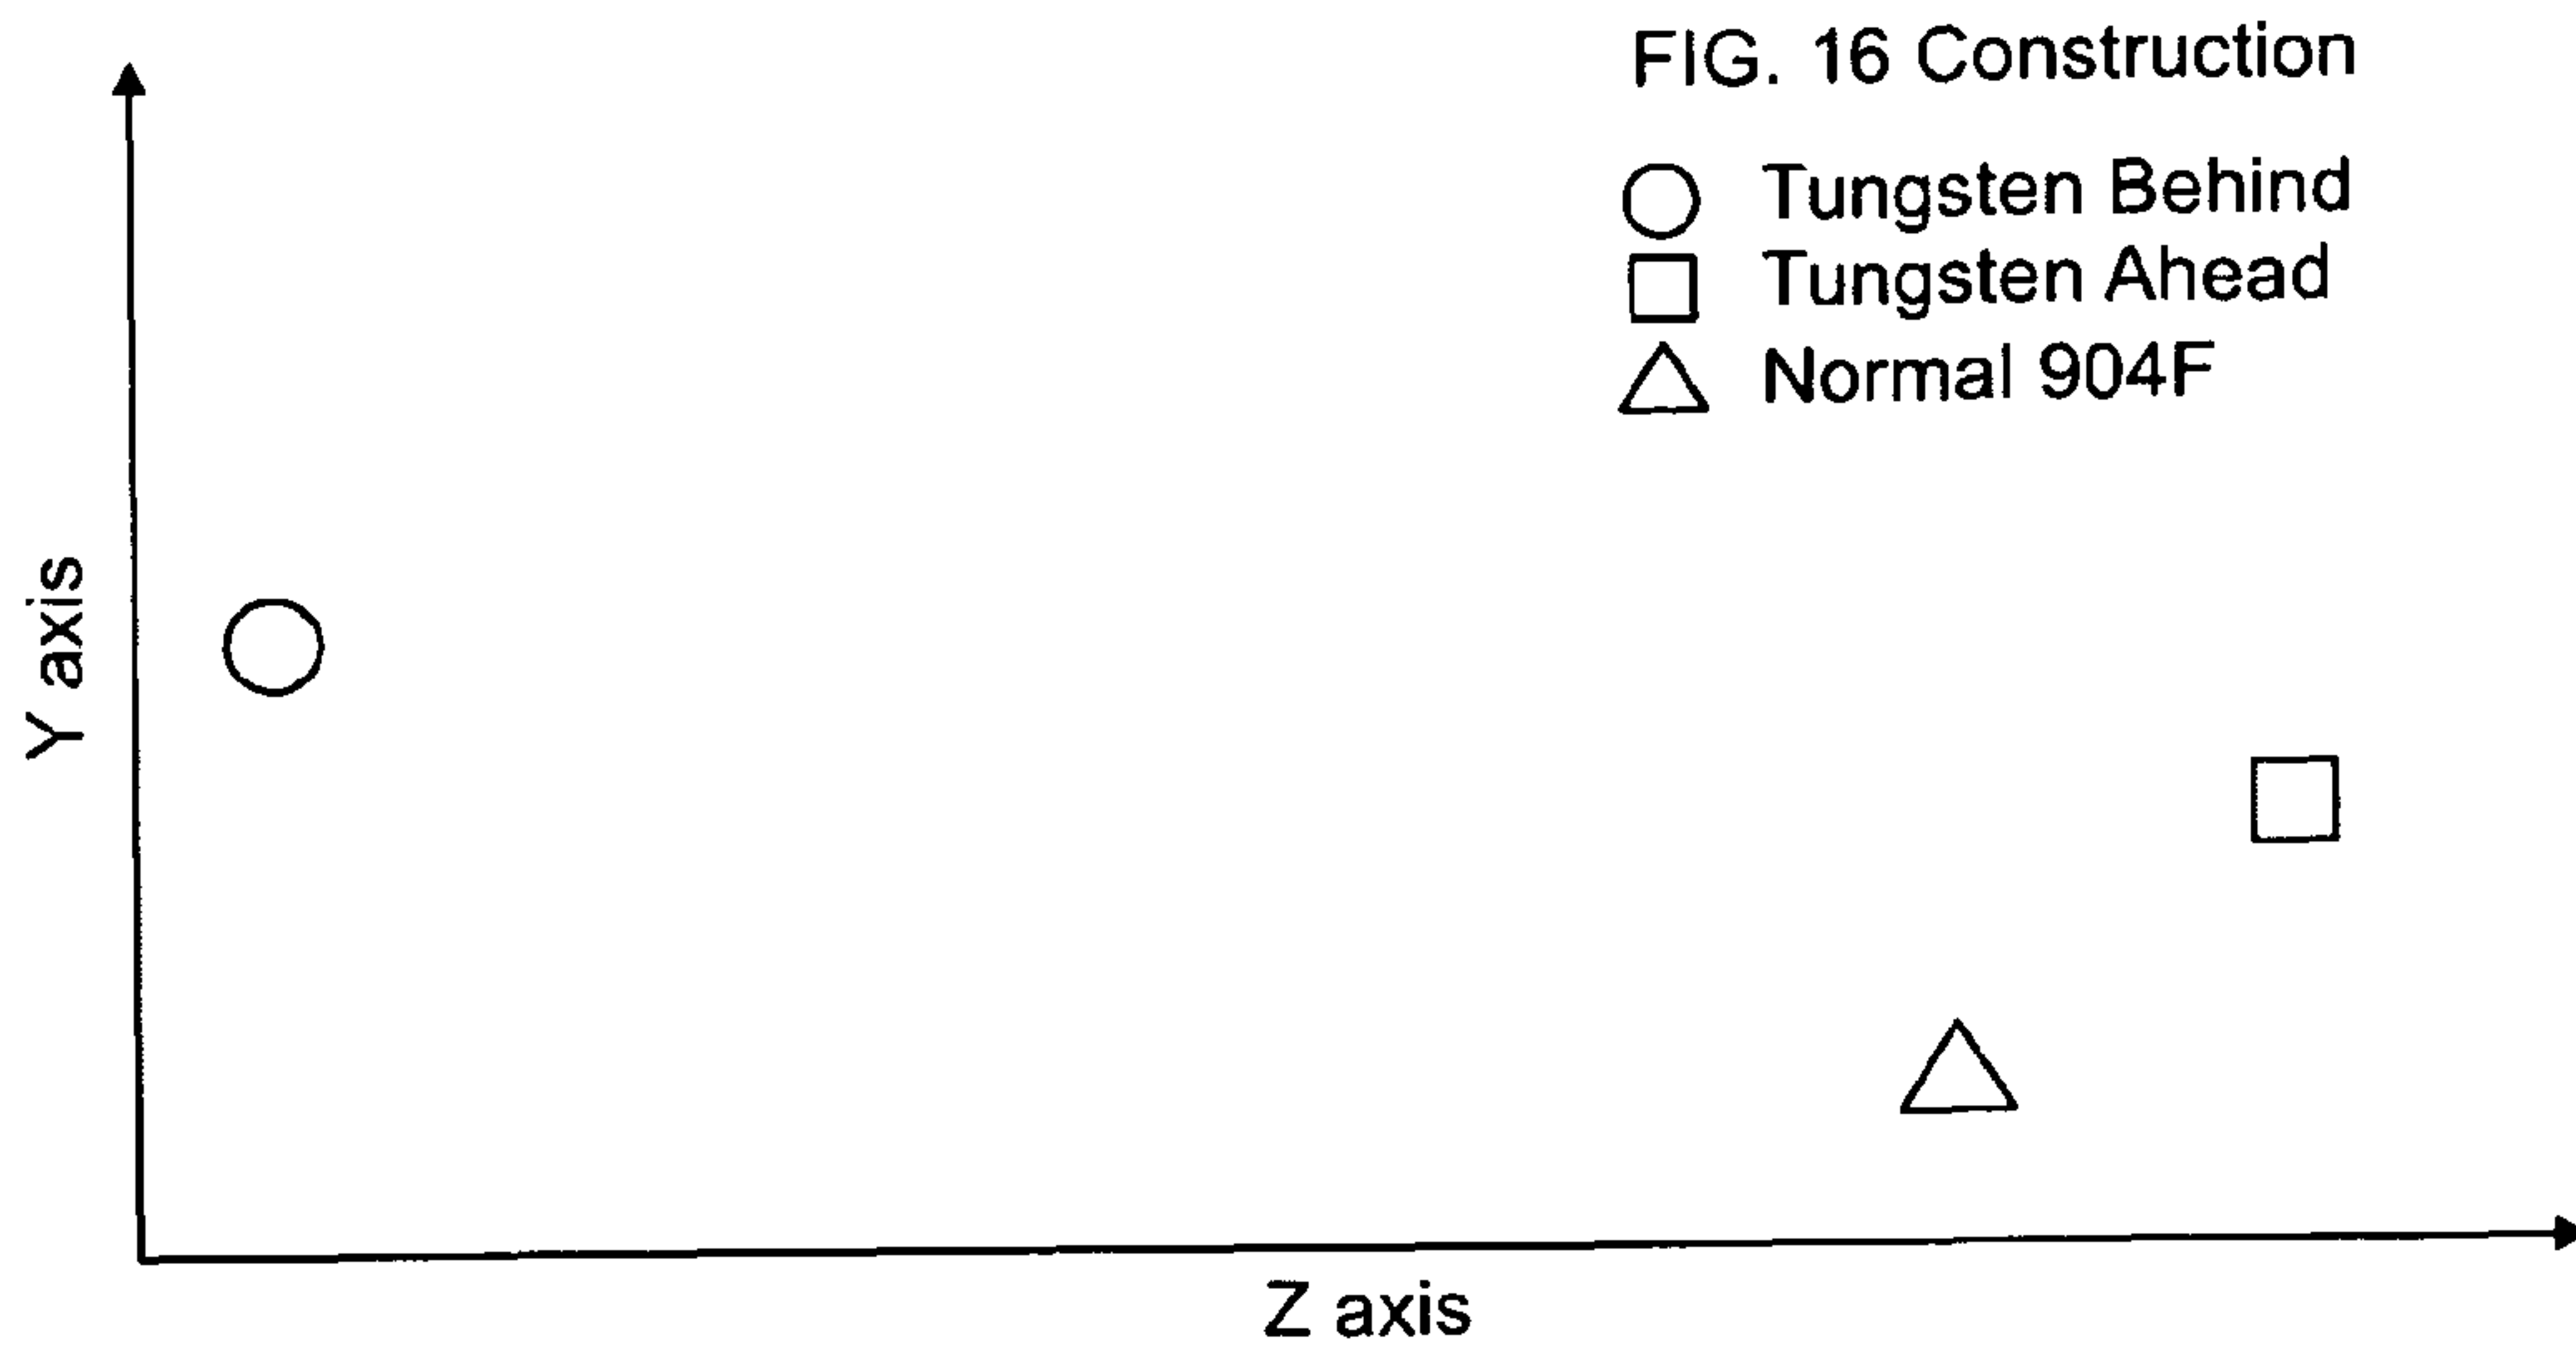 FIG. 16 Construction
Tungsten Behind
Tungsten Ahead
Normal 904F
Y axis
Z axis